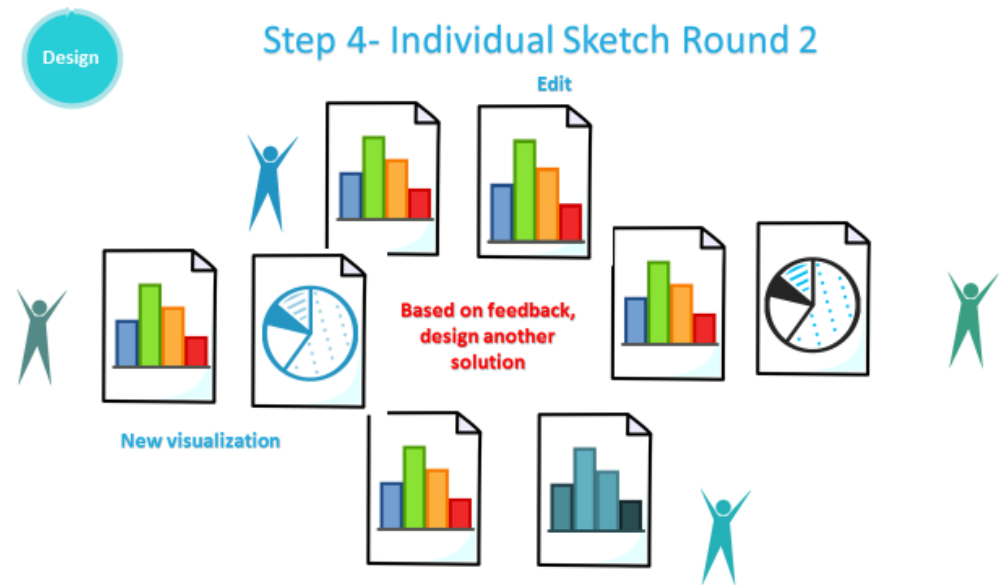 Design
Step 4- Individual Sketch Round 2
Edit
Based on feedback,
design another
solution
New visualization